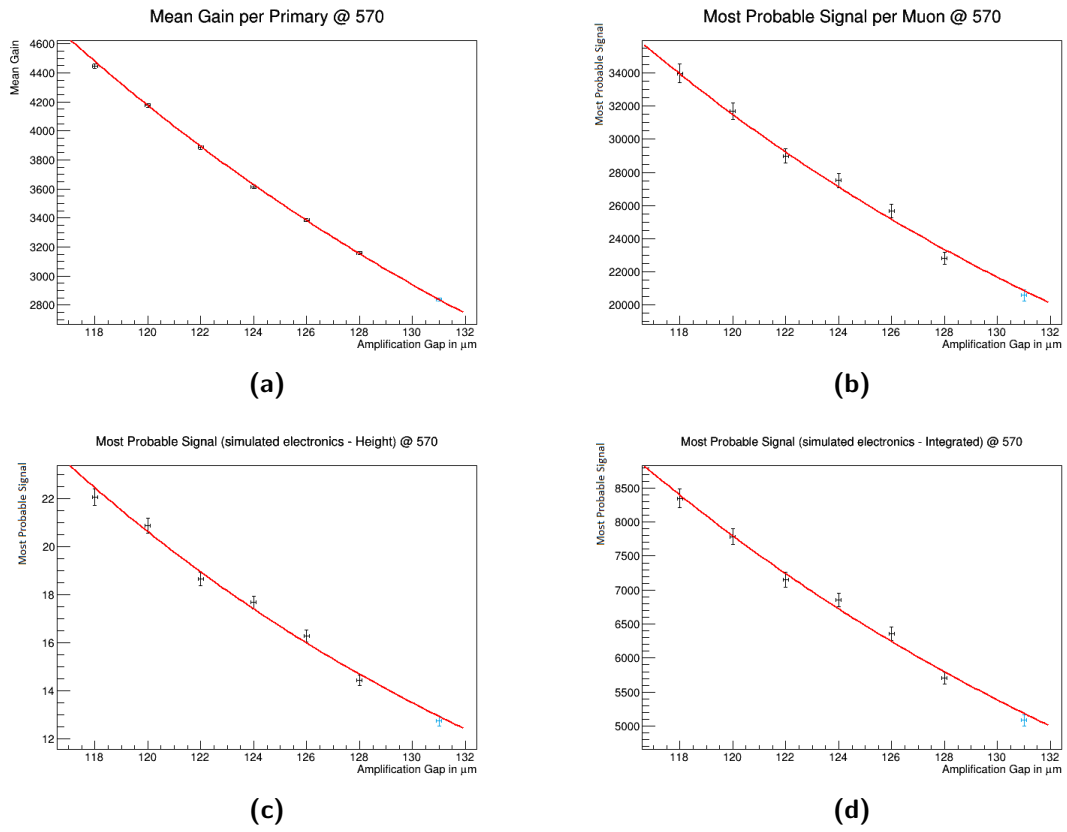 Mean Gain per Primary @ 570
Mean Gain
4600
4400
4200
4000
3800
3600
3400
3200
3000
2800
118 120 122 124 126 128 130 132
Amplification Gap in μm
(a)
Most Probable Signal per Muon @ 570
Most Probable Signal
34000
32000
30000
28000
26000
24000
22000
20000
118 120 122 124 126 128 130 132
Amplification Gap in μm
(b)
Most Probable Signal (simulated electronics - Height) @ 570
Most Probable Signal
22
20
18
16
14
12
118 120 122 124 126 128 130 132
Amplification Gap in μm
(c)
Most Probable Signal (simulated electronics - Integrated) @ 570
Most Probable Signal
8500
8000
7500
7000
6500
6000
5500
5000
118 120 122 124 126 128 130 132
Amplification Gap in μm
(d)